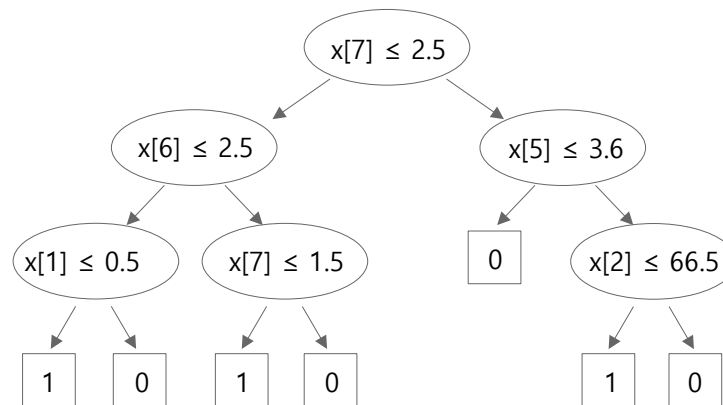 x[7] ≤ 2.5
x[6] ≤ 2.5
x[5] ≤ 3.6
x[1] ≤ 0.5
x[7] ≤ 1.5
0
x[2] ≤ 66.5
1
0
1
0
1
0